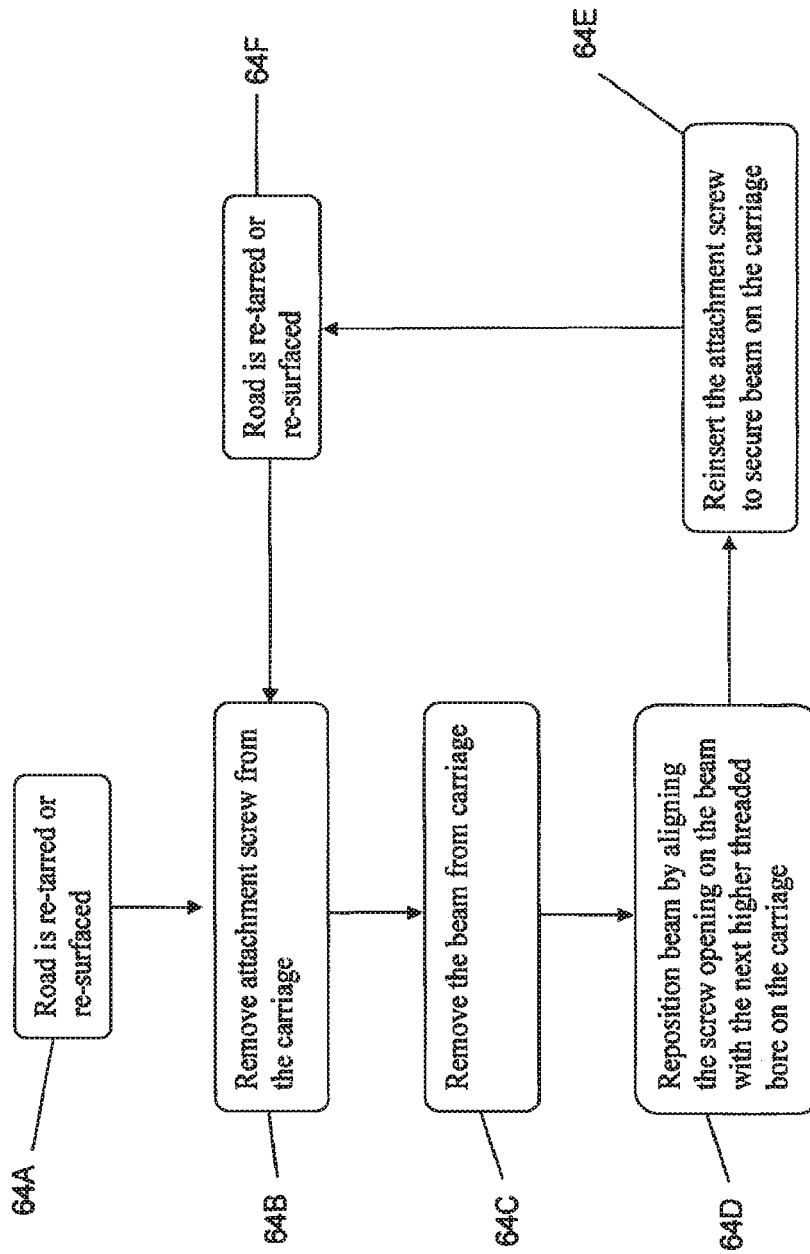 64A
Road is re-tarred or
re-surfaced
64B
Remove attachment screw from
the carriage
64C
Remove the beam from carriage
64D
Reposition beam by aligning
the screw opening on the beam
with the next higher threaded
bore on the carriage
64E
Reinsert the attachment screw
to secure beam on the carriage
64F
Road is re-tarred or
re-surfaced